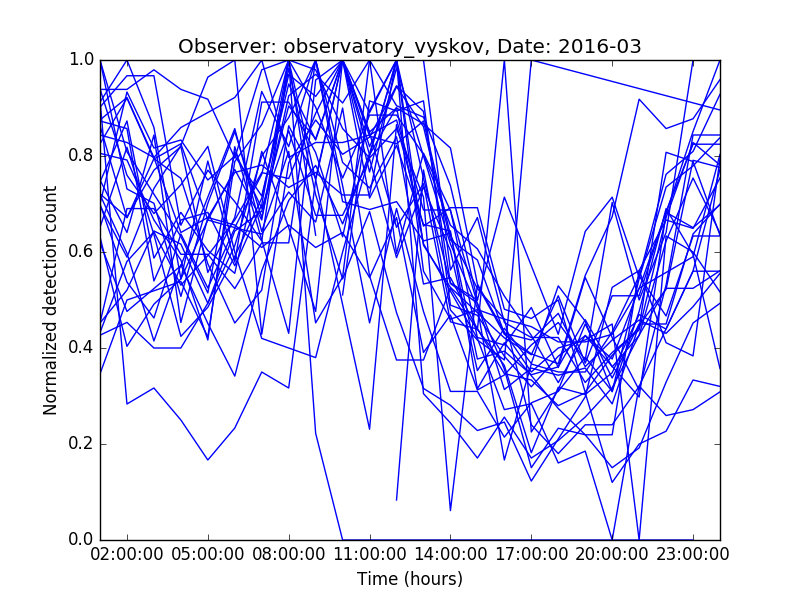 Observer: observatory_vyskov, Date: 2016-03
1.0
0.8
0.6
0.4
0.2
0.0
Normalized detection count
02:00:00 05:00:00 08:00:00 11:00:00 14:00:00 17:00:00 20:00:00 23:00:00
Time (hours)